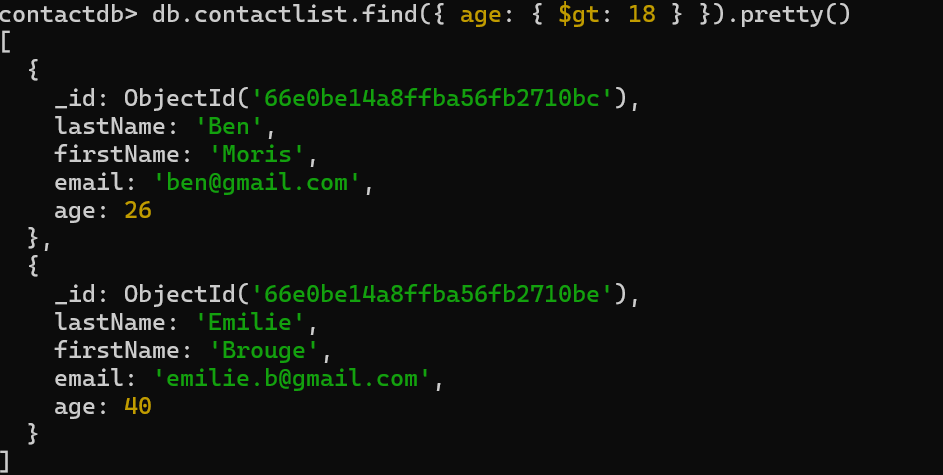 contactdb> db.contactlist.find({ age: { $gt: 18 } }).pretty()
[
  {
    _id: ObjectId('66e0be14a8ffba56fb2710bc'),
    lastName: 'Ben',
    firstName: 'Moris',
    email: 'ben@gmail.com',
    age: 26
  },
  {
    _id: ObjectId('66e0be14a8ffba56fb2710be'),
    lastName: 'Emilie',
    firstName: 'Brouge',
    email: 'emilie.b@gmail.com',
    age: 40
  }
]